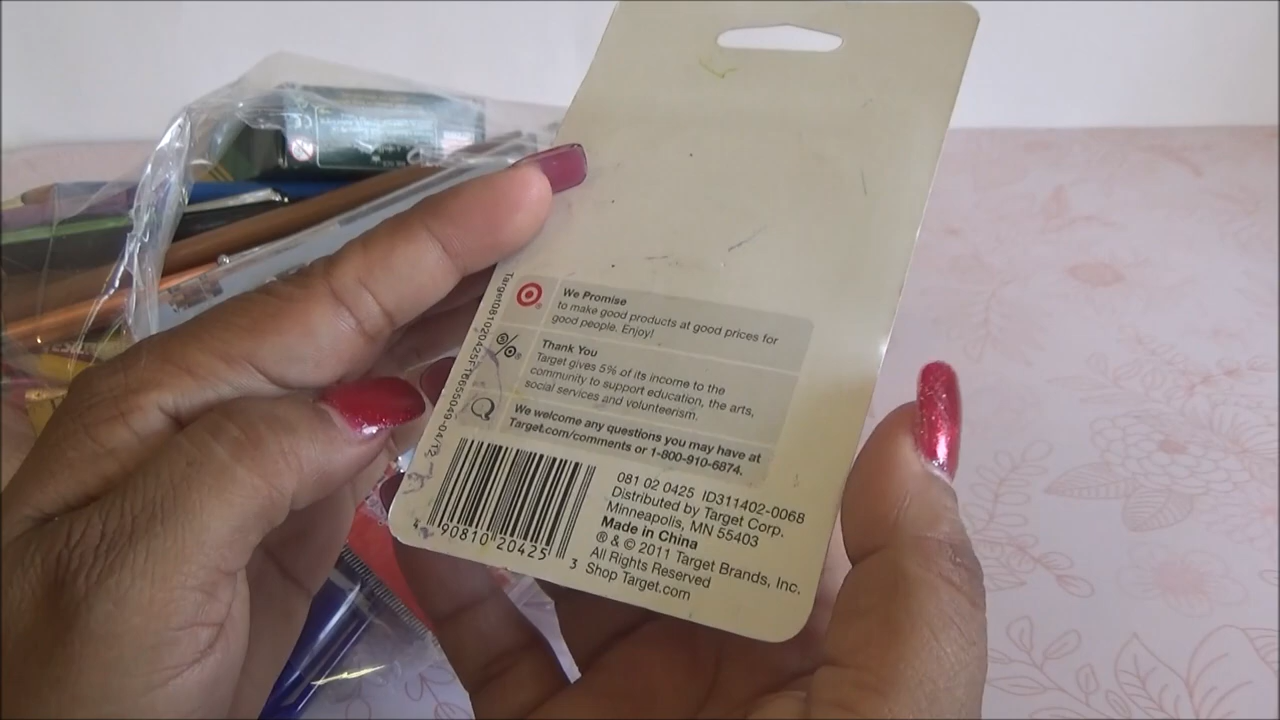 We Promise
to make good products at good prices for
good people. Enjoy!
Thank You
Target gives 5% of its income to the
community to support education, the arts,
social services and volunteerism.
We welcome any questions you may have at
Target.com/comments or 1-800-910-6874.
Target081020425FT6655049-04/12
4 90810 20425 3
081 02 0425 ID311402-0068
Distributed by Target Corp.
Minneapolis, MN 55403
Made in China
® & © 2011 Target Brands, Inc.
All Rights Reserved
Shop Target.com